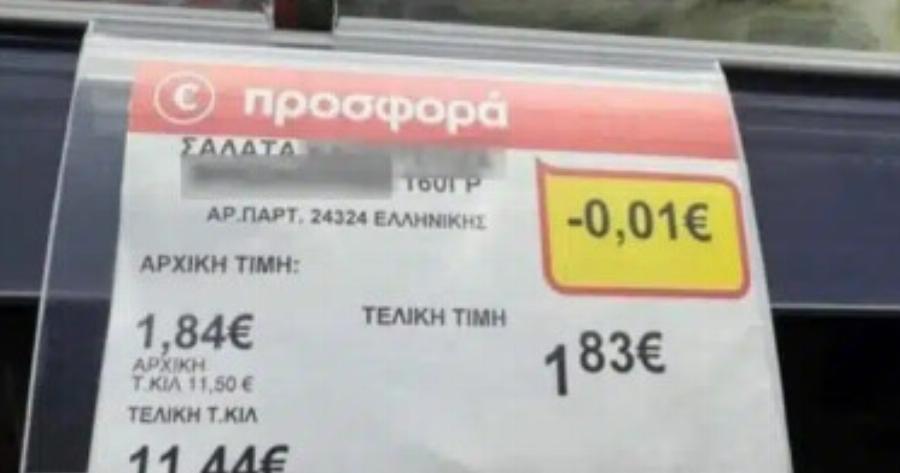 € προσφορά
ΣΑΛΑΤΑ
160ΓΡ
-0,01€
ΑΡ.ΠΑΡΤ. 24324 ΕΛΛΗΝΙΚΗΣ
ΑΡΧΙΚΗ ΤΙΜΗ:
ΤΕΛΙΚΗ ΤΙΜΗ
1,84€
183€
ΑΡΧΙΚΗ
Τ.ΚΙΛ 11,50 €
ΤΕΛΙΚΗ Τ.ΚΙΛ
11,44€